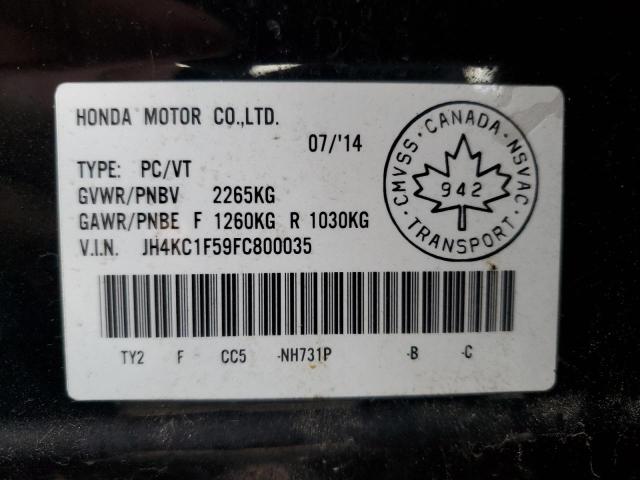 HONDA MOTOR CO.,LTD.
07/'14
TYPE: PC/VT
GVWR/PNBV 2265KG
GAWR/PNBE F 1260KG R 1030KG
V.I.N. JH4KC1F59FC800035
TY2 F CC5 -NH731P -B -C
CMVSS · CANADA · NSVAC
942
TRANSPORT